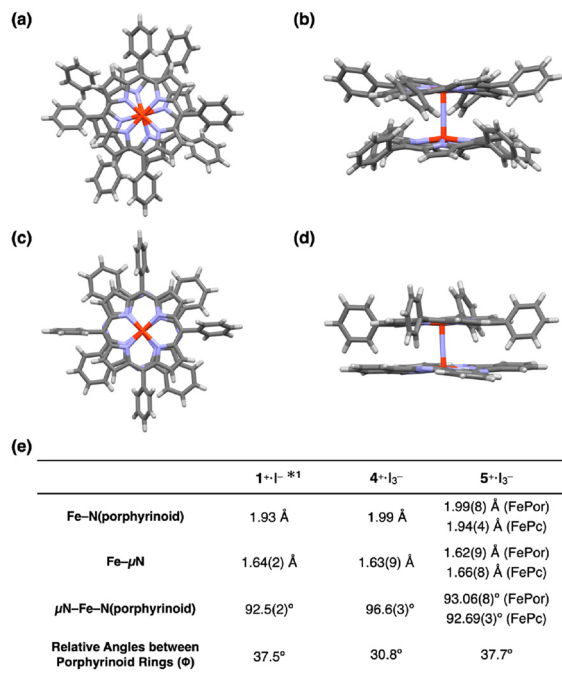 (a)
(b)
(c)
(d)
(e)
1⁺·I⁻ *1 4⁺·I₃⁻ 5⁺·I₃⁻
Fe–N(porphyrinoid) 1.93 Å 1.99 Å 1.99(8) Å (FePor)
1.94(4) Å (FePc)
Fe–μN 1.64(2) Å 1.63(9) Å 1.62(9) Å (FePor)
1.66(8) Å (FePc)
μN–Fe–N(porphyrinoid) 92.5(2)º 96.6(3)º 93.06(8)º (FePor)
92.69(3)º (FePc)
Relative Angles between
Porphyrinoid Rings (Φ) 37.5º 30.8º 37.7º